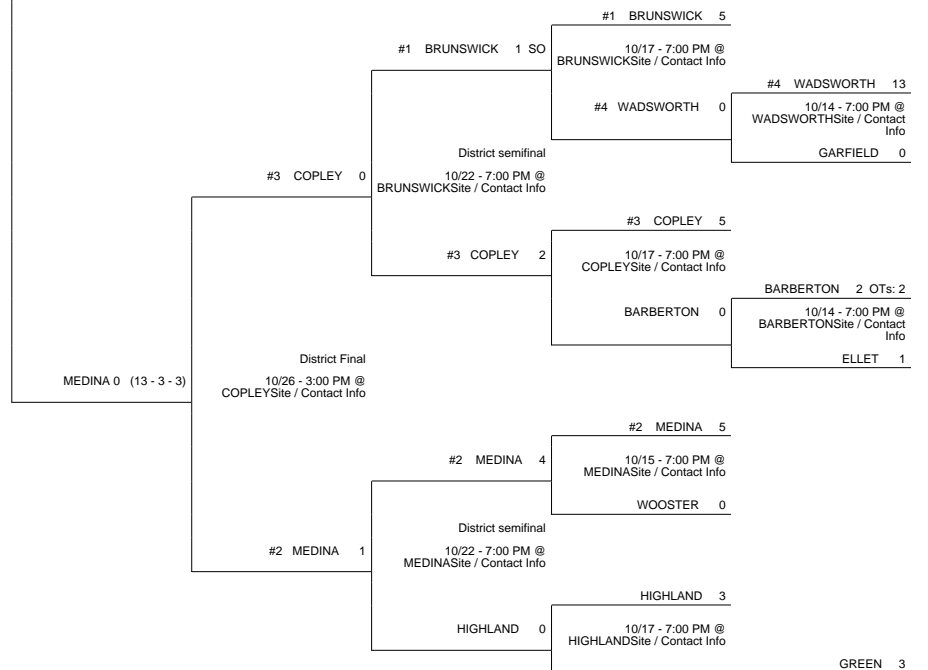 #1 BRUNSWICK 5
#1 BRUNSWICK 1 SO
10/17 - 7:00 PM @
BRUNSWICKSite / Contact Info
#4 WADSWORTH 13
#4 WADSWORTH 0
10/14 - 7:00 PM @
WADSWORTHSite / Contact
Info
District semifinal
GARFIELD 0
#3 COPLEY 0
10/22 - 7:00 PM @
BRUNSWICKSite / Contact Info
#3 COPLEY 5
#3 COPLEY 2
10/17 - 7:00 PM @
COPLEYSite / Contact Info
BARBERTON 2 OTs: 2
BARBERTON 0
10/14 - 7:00 PM @
BARBERTONSite / Contact
Info
District Final
ELLET 1
MEDINA 0 (13 - 3 - 3)
10/26 - 3:00 PM @
COPLEYSite / Contact Info
#2 MEDINA 5
#2 MEDINA 4
10/15 - 7:00 PM @
MEDINASite / Contact Info
WOOSTER 0
District semifinal
#2 MEDINA 1
10/22 - 7:00 PM @
MEDINASite / Contact Info
HIGHLAND 3
HIGHLAND 0
10/17 - 7:00 PM @
HIGHLANDSite / Contact Info
GREEN 3